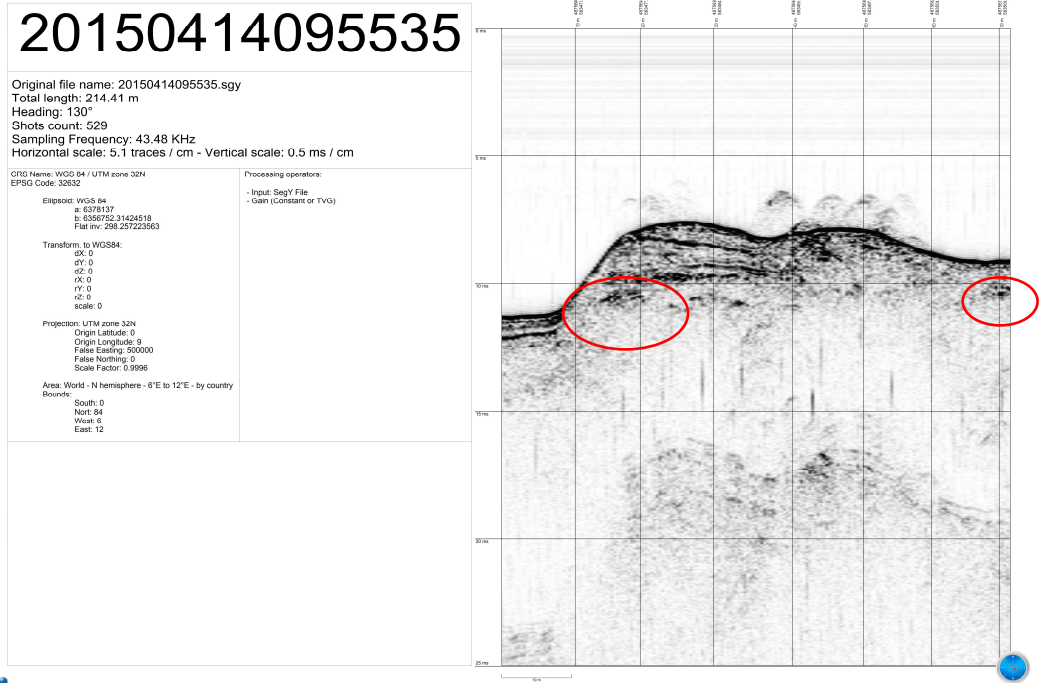 20150414095535
Original file name: 20150414095535.sgy
Total length: 214.41 m
Heading: 130°
Shots count: 529
Sampling Frequency: 43.48 KHz
Horizontal scale: 5.1 traces / cm - Vertical scale: 0.5 ms / cm
CRS Name: WGS 84 / UTM zone 32N
EPSG Code: 32632
Ellipsoid: WGS 84
a: 6378137
b: 6356752.31424518
Flat inv: 298.257223563
Transform. to WGS84:
dX: 0
dY: 0
dZ: 0
rX: 0
rY: 0
rZ: 0
scale: 0
Projection: UTM zone 32N
Origin Latitude: 0
Origin Longitude: 9
False Easting: 500000
False Northing: 0
Scale Factor: 0.9996
Area: World - N hemisphere - 6°E to 12°E - by country
Bounds:
South: 0
Nort: 84
West: 6
East: 12
Processing operators:
- Input: SegY File
- Gain (Constant or TVG)
0 ms
5 ms
10 ms
15 ms
20 ms
25 ms
10 m